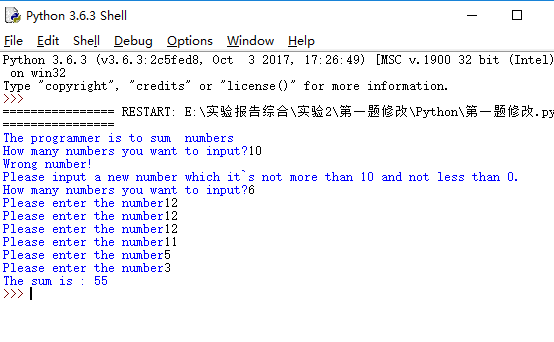 Python 3.6.3 Shell
File Edit Shell Debug Options Window Help
Python 3.6.3 (v3.6.3:2c5fed8, Oct  3 2017, 17:26:49) [MSC v.1900 32 bit (Intel)
 on win32
Type "copyright", "credits" or "license()" for more information.
>>>
=============== RESTART: E:\实验报告综合\实验2\第一题修改\Python\第一题修改.py
===============
The programmer is to sum  numbers
How many numbers you want to input?10
Wrong number!
Please input a new number which it`s not more than 10 and not less than 0.
How many numbers you want to input?6
Please enter the number12
Please enter the number12
Please enter the number12
Please enter the number11
Please enter the number5
Please enter the number3
The sum is : 55
>>>